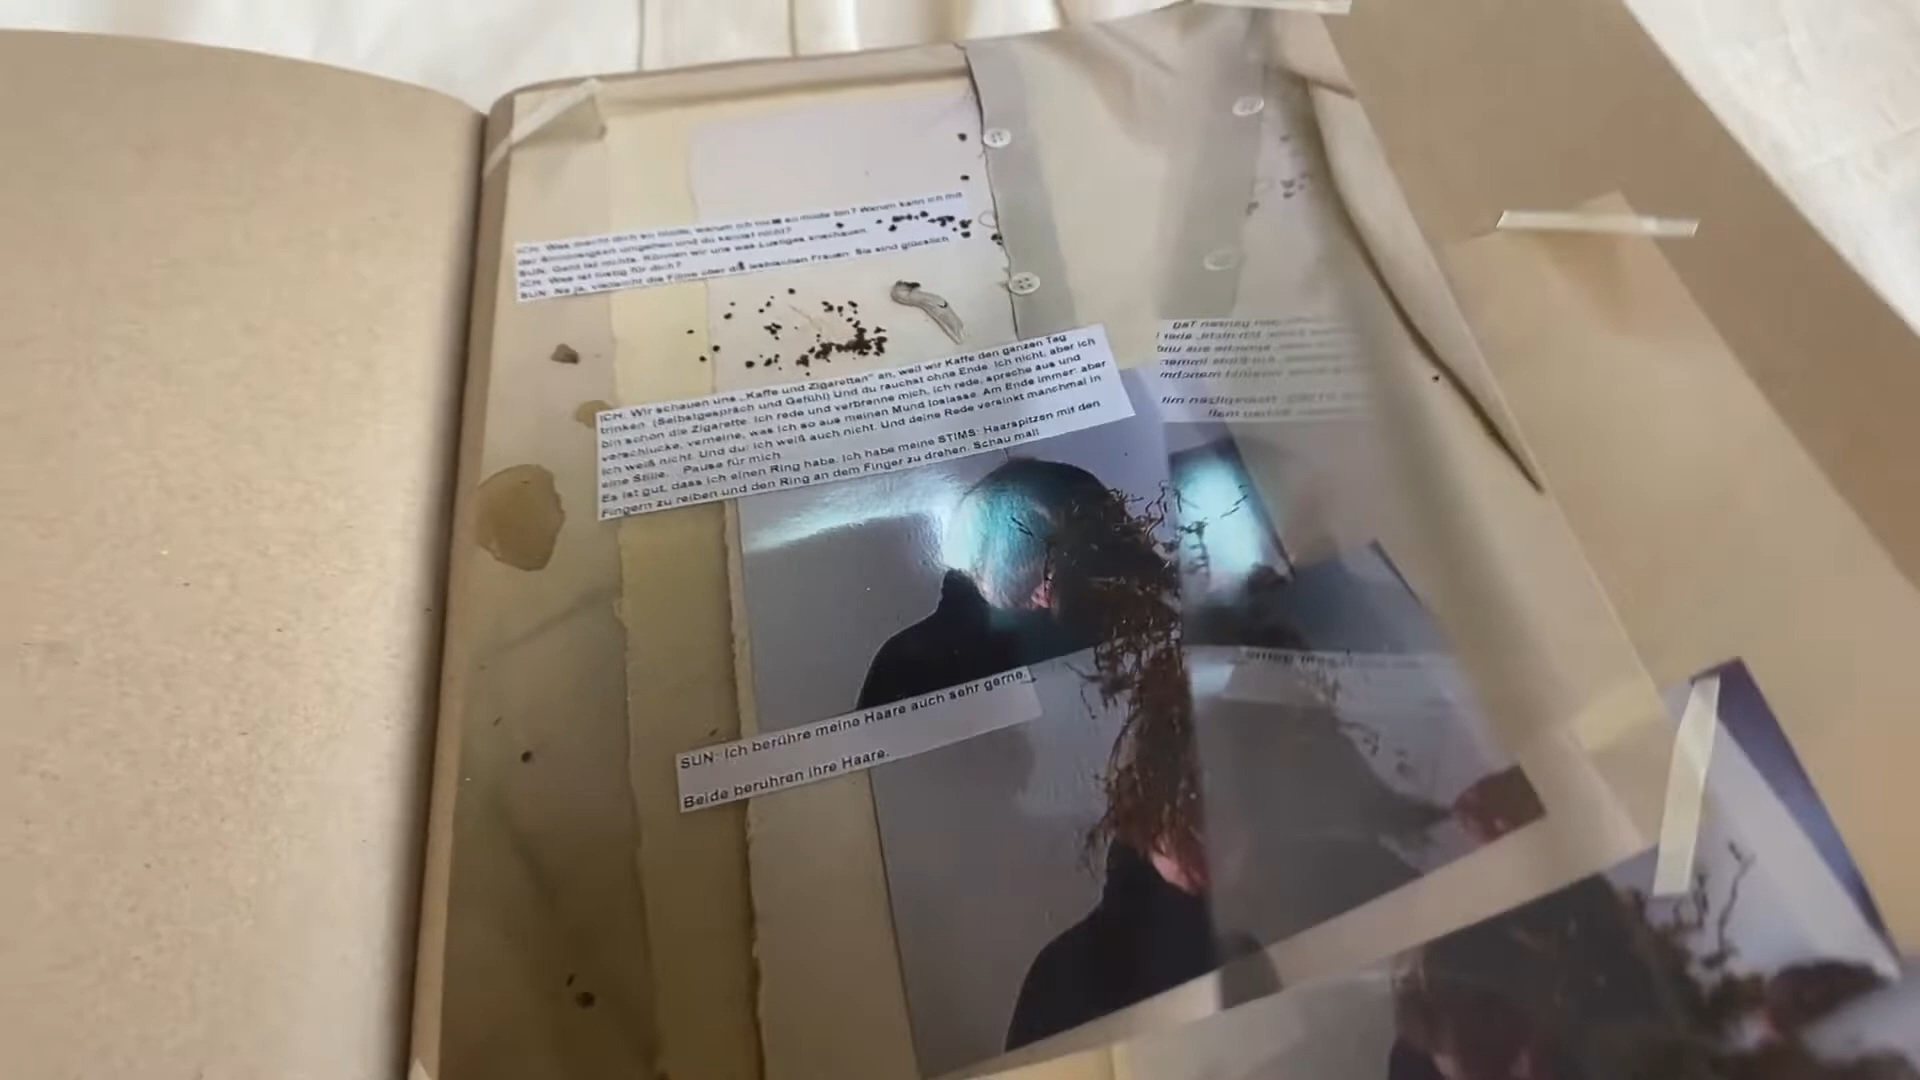 ICH: Was macht dich so müde, warum ich so müde bin? Warum kann ich mit
der Sinnlosigkeit umgehen und du kannst nicht?
SUN: Geht ist nichts. Können wir uns was Lustiges anschauen.
ICH: Was ist lustig für dich?
SUN: Na ja, vielleicht die Filme über die lesbischen Frauen. Sie sind glücklich
ICH: Wir schauen uns „Kaffe und Zigaretten“ an, weil wir Kaffe den ganzen Tag
trinken. (Selbstgespräch und Gefühl) Und du rauchst ohne Ende. Ich nicht, aber ich
bin schon die Zigarette. Ich rede und verbranne mich, ich rede, spreche aus und
verschlucke, verneine, was ich so aus meinen Mund loslasse. Am Ende immer: aber
ich weiß nicht. Und du: ich weiß auch nicht. Und deine Rede versinkt manchmal in
eine Stille... Pause für mich.
Es ist gut, dass ich einen Ring habe. Ich habe meine STIMS: Haarspitzen mit den
Fingern zu reiben und den Ring an dem Finger zu drehen. Schau mal!
SUN: Ich berühre meine Haare auch sehr gerne.
Beide berühren ihre Haare.